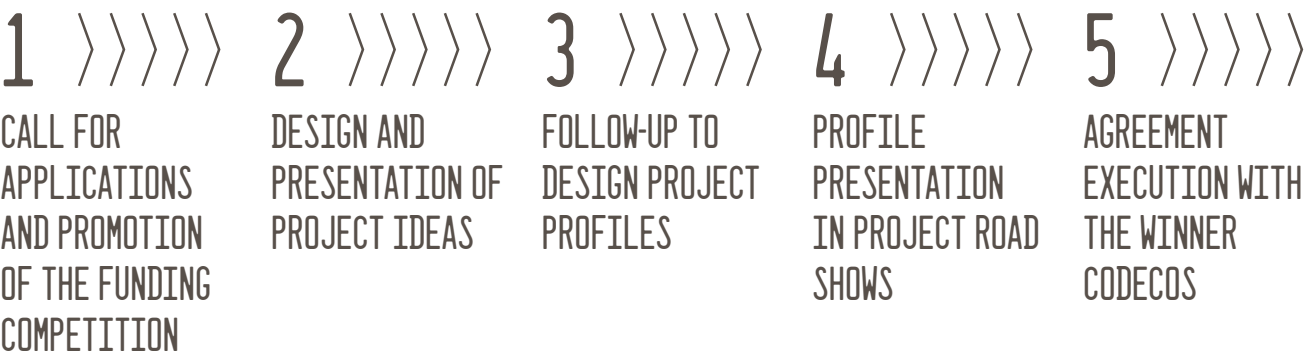 1
CALL FOR
APPLICATIONS
AND PROMOTION
OF THE FUNDING
COMPETITION
2
DESIGN AND
PRESENTATION OF
PROJECT IDEAS
3
FOLLOW-UP TO
DESIGN PROJECT
PROFILES
4
PROFILE
PRESENTATION
IN PROJECT ROAD
SHOWS
5
AGREEMENT
EXECUTION WITH
THE WINNER
CODECOS